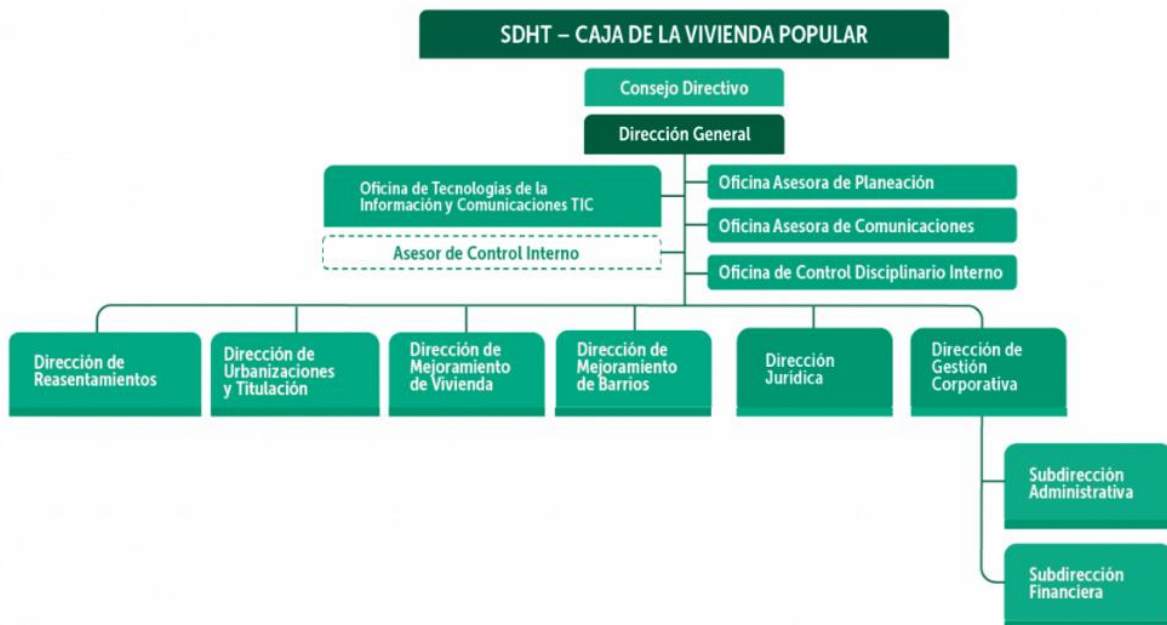 SDHT – CAJA DE LA VIVIENDA POPULAR
Consejo Directivo
Dirección General
Oficina de Tecnologías de la
Información y Comunicaciones TIC
Asesor de Control Interno
Oficina Asesora de Planeación
Oficina Asesora de Comunicaciones
Oficina de Control Disciplinario Interno
Dirección de
Reasentamientos
Dirección de
Urbanizaciones
y Titulación
Dirección de
Mejoramiento
de Vivienda
Dirección de
Mejoramiento
de Barrios
Dirección
Jurídica
Dirección de
Gestión
Corporativa
Subdirección
Administrativa
Subdirección
Financiera